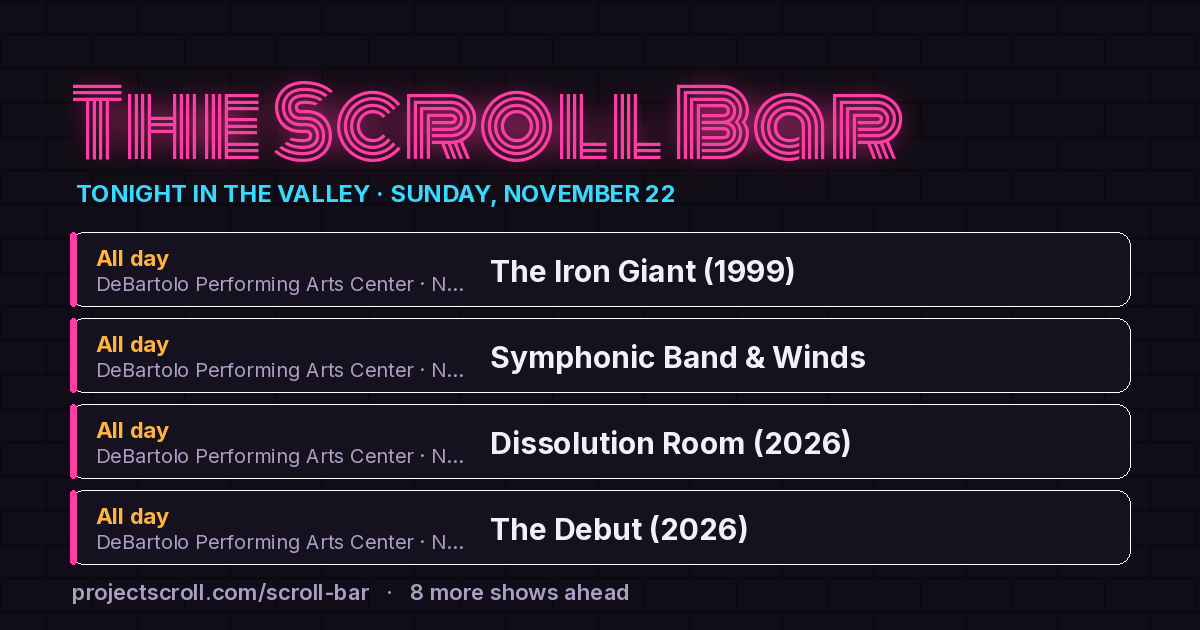 The Scroll Bar
TONIGHT IN THE VALLEY · SUNDAY, NOVEMBER 22
All day
DeBartolo Performing Arts Center · N...
The Iron Giant (1999)
All day
DeBartolo Performing Arts Center · N...
Symphonic Band & Winds
All day
DeBartolo Performing Arts Center · N...
Dissolution Room (2026)
All day
DeBartolo Performing Arts Center · N...
The Debut (2026)
projectscroll.com/scroll-bar · 8 more shows ahead